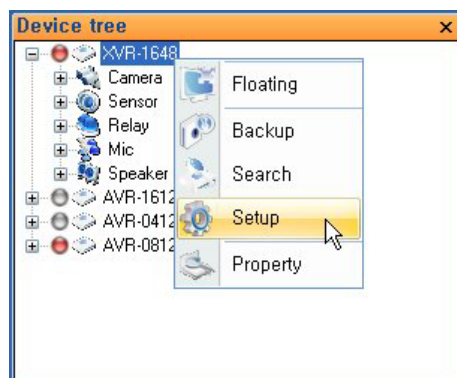 Device tree
XVR-1648
Camera
Sensor
Relay
Mic
Speaker
AVR-1612
AVR-0412
AVR-0812
Floating
Backup
Search
Setup
Property